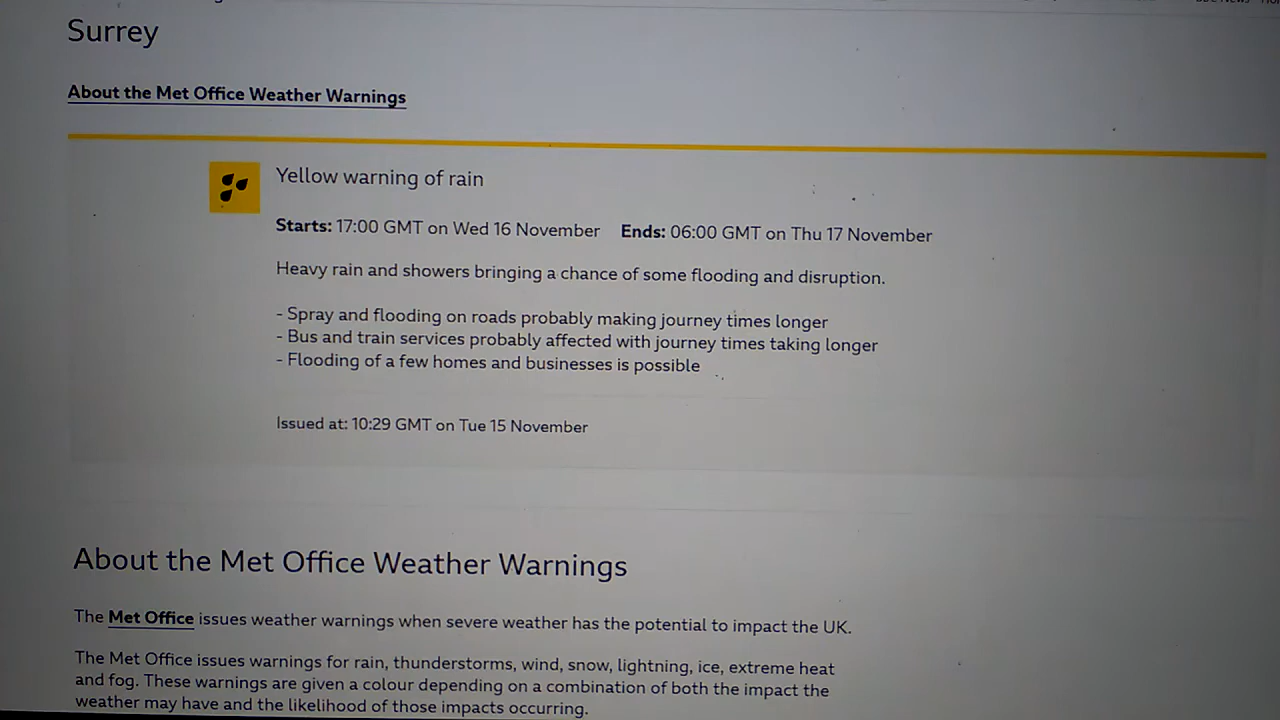 Surrey
About the Met Office Weather Warnings
Yellow warning of rain
Starts: 17:00 GMT on Wed 16 November Ends: 06:00 GMT on Thu 17 November
Heavy rain and showers bringing a chance of some flooding and disruption.
- Spray and flooding on roads probably making journey times longer
- Bus and train services probably affected with journey times taking longer
- Flooding of a few homes and businesses is possible
Issued at: 10:29 GMT on Tue 15 November
About the Met Office Weather Warnings
The Met Office issues weather warnings when severe weather has the potential to impact the UK.
The Met Office issues warnings for rain, thunderstorms, wind, snow, lightning, ice, extreme heat
and fog. These warnings are given a colour depending on a combination of both the impact the
weather may have and the likelihood of those impacts occurring.